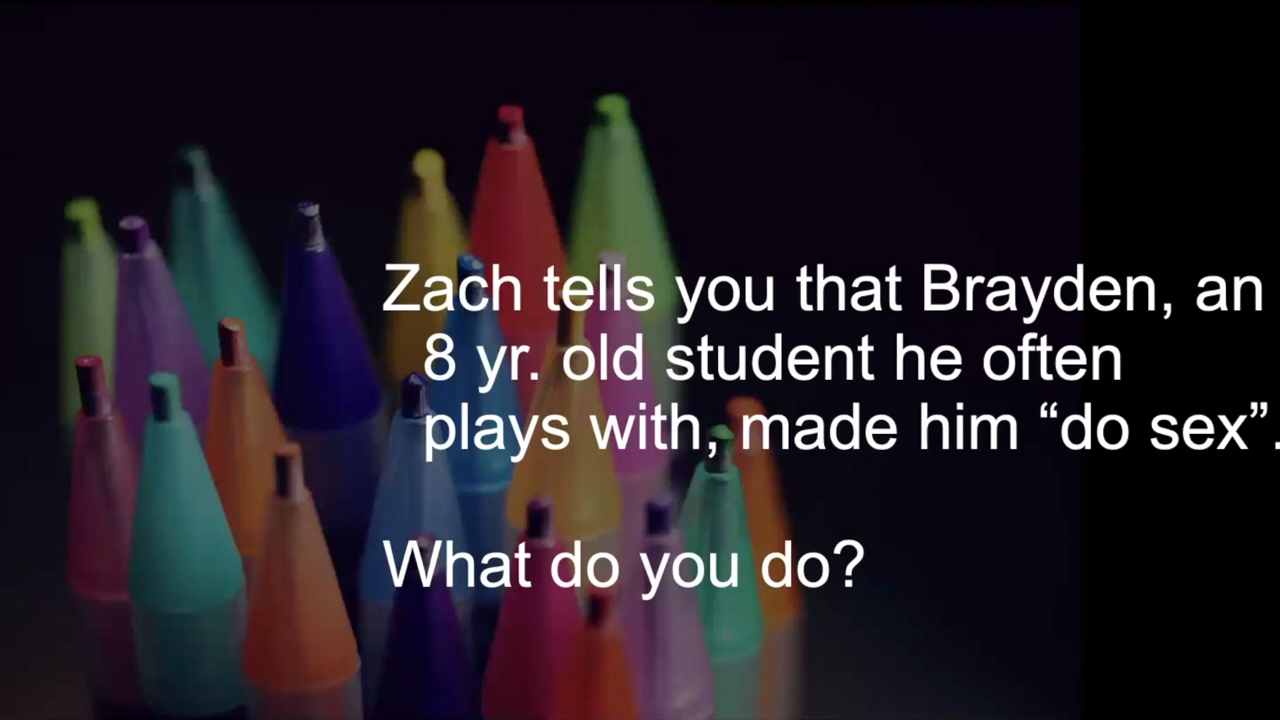 Zach tells you that Brayden, an
8 yr. old student he often
plays with, made him “do sex”.
What do you do?